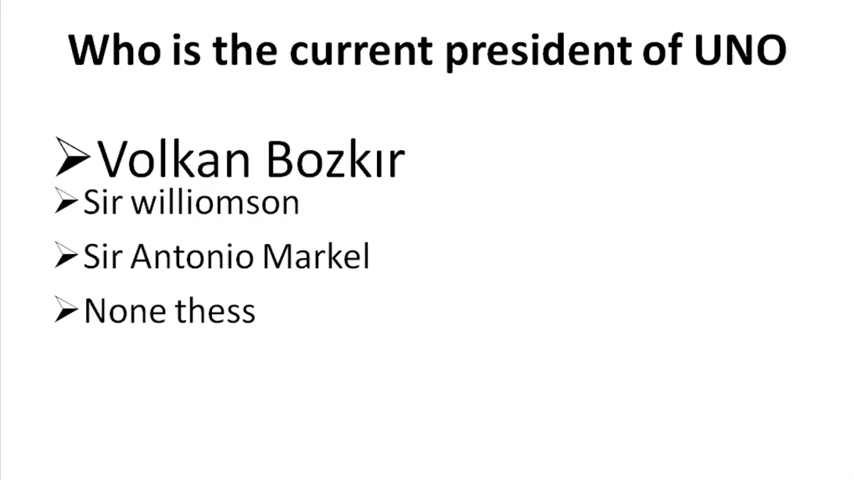 Who is the current president of UNO
➢Volkan Bozkır
➢Sir williomson
➢Sir Antonio Markel
➢None thess